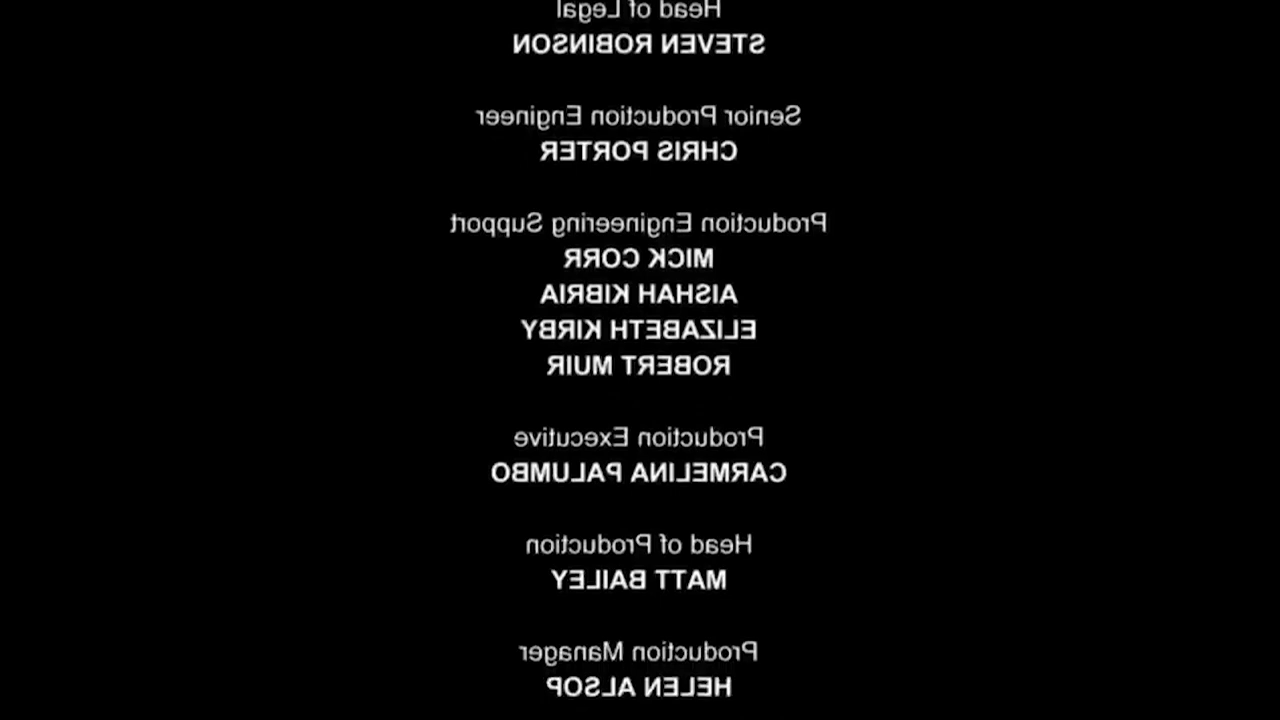 Head of Legal
STEVEN ROBINSON
Senior Production Engineer
CHRIS PORTER
Production Engineering Support
MICK CORR
AISHAH KIBRIA
ELIZABETH KIRBY
ROBERT MUIR
Production Executive
CARMELINA PALUMBO
Head of Production
MATT BAILEY
Production Manager
HELEN ALSOP